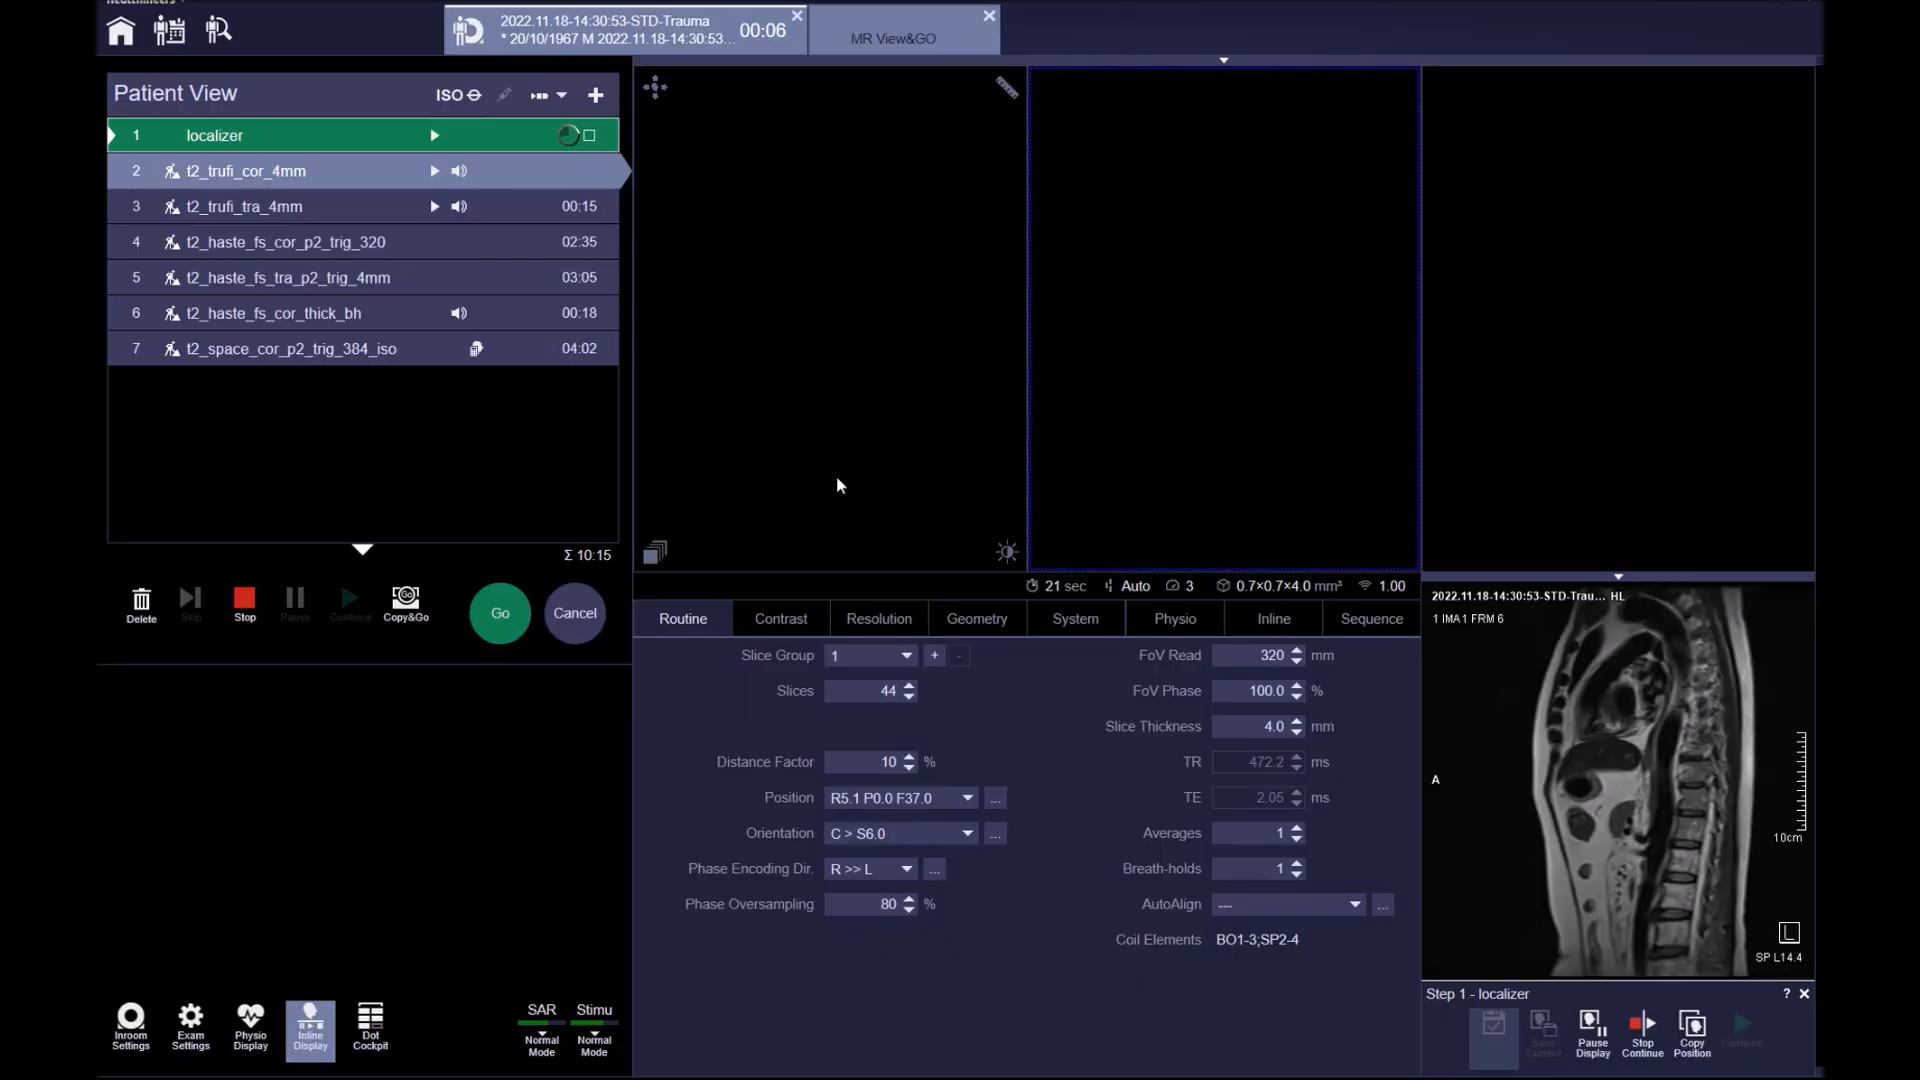 2022.11.18-14:30:53-STD-Trauma
* 20/10/1967 M 2022.11.18-14:30:53...
00:06
MR View&GO
Patient View
ISO
1 localizer
2 t2_trufi_cor_4mm
3 t2_trufi_tra_4mm 00:15
4 t2_haste_fs_cor_p2_trig_320 02:35
5 t2_haste_fs_tra_p2_trig_4mm 03:05
6 t2_haste_fs_cor_thick_bh 00:18
7 t2_space_cor_p2_trig_384_iso 04:02
Σ 10:15
Delete
Skip
Stop
Pause
Continue
Copy&Go
Go
Cancel
21 sec Auto 3 0.7×0.7×4.0 mm³ 1.00
Routine Contrast Resolution Geometry System Physio Inline Sequence
Slice Group 1 + -
Slices 44
Distance Factor 10 %
Position R5.1 P0.0 F37.0 ...
Orientation C > S6.0 ...
Phase Encoding Dir. R >> L ...
Phase Oversampling 80 %
FoV Read 320 mm
FoV Phase 100.0 %
Slice Thickness 4.0 mm
TR 472.2 ms
TE 2.05 ms
Averages 1
Breath-holds 1
AutoAlign --- ...
Coil Elements BO1-3;SP2-4
2022.11.18-14:30:53-STD-Trau... HL
1 IMA 1 FRM 6
A
10cm
L
SP L14.4
Step 1 - localizer ?
Save
Pause Display
Stop Continue
Copy Position
Continue
Inroom Settings
Exam Settings
Physio Display
Inline Display
Dot Cockpit
SAR
Normal Mode
Stimu
Normal Mode